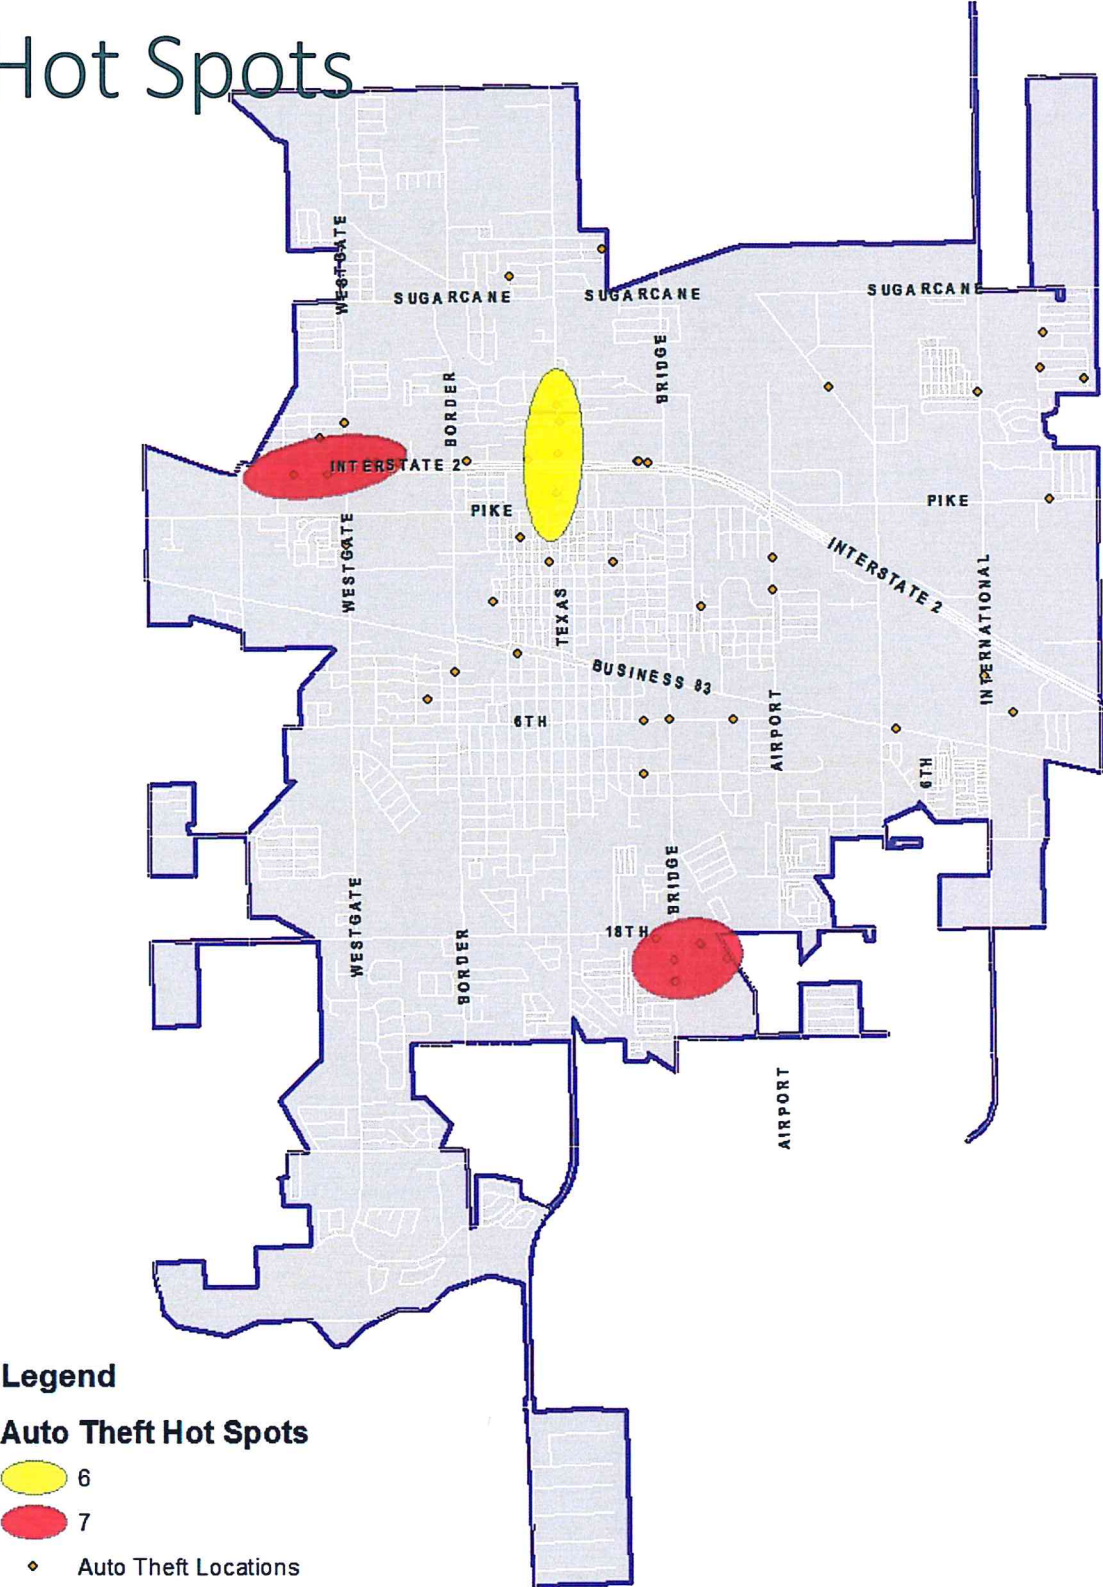 Hot Spots
WESTGATE
SUGARCANE
SUGARCANE
SUGARCANE
BRIDGE
BORDER
INTERSTATE 2
PIKE
PIKE
WESTGATE
INTERSTATE 2
TEXAS
INTERNATIONAL
BUSINESS 83
6TH
AIRPORT
6TH
BRIDGE
WESTGATE
18TH
BORDER
AIRPORT
Legend
Auto Theft Hot Spots
6
7
Auto Theft Locations